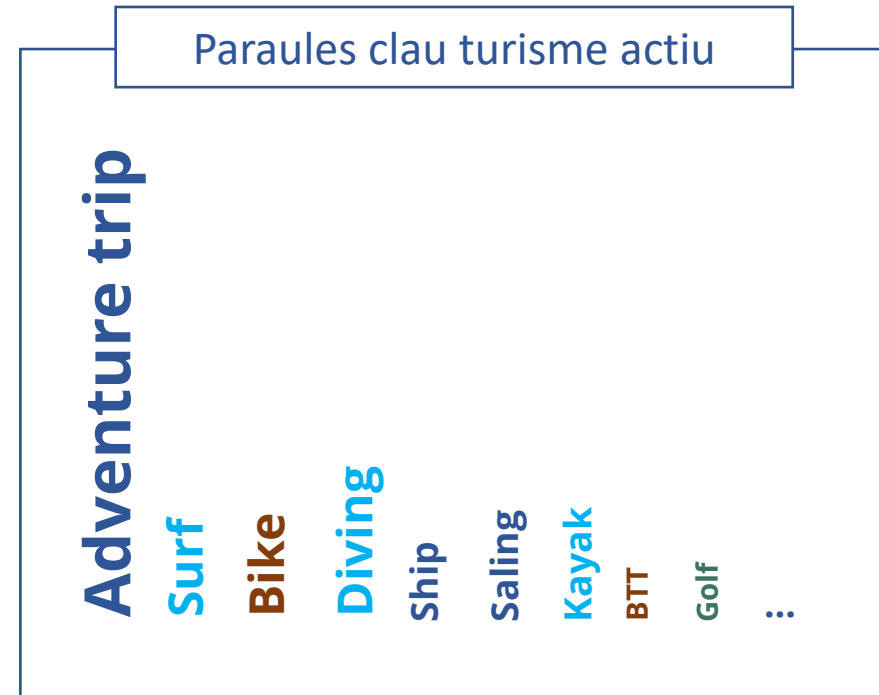 Paraules clau turisme actiu
Adventure trip
Surf
Bike
Diving
Ship
Saling
Kayak
BTT
Golf
...